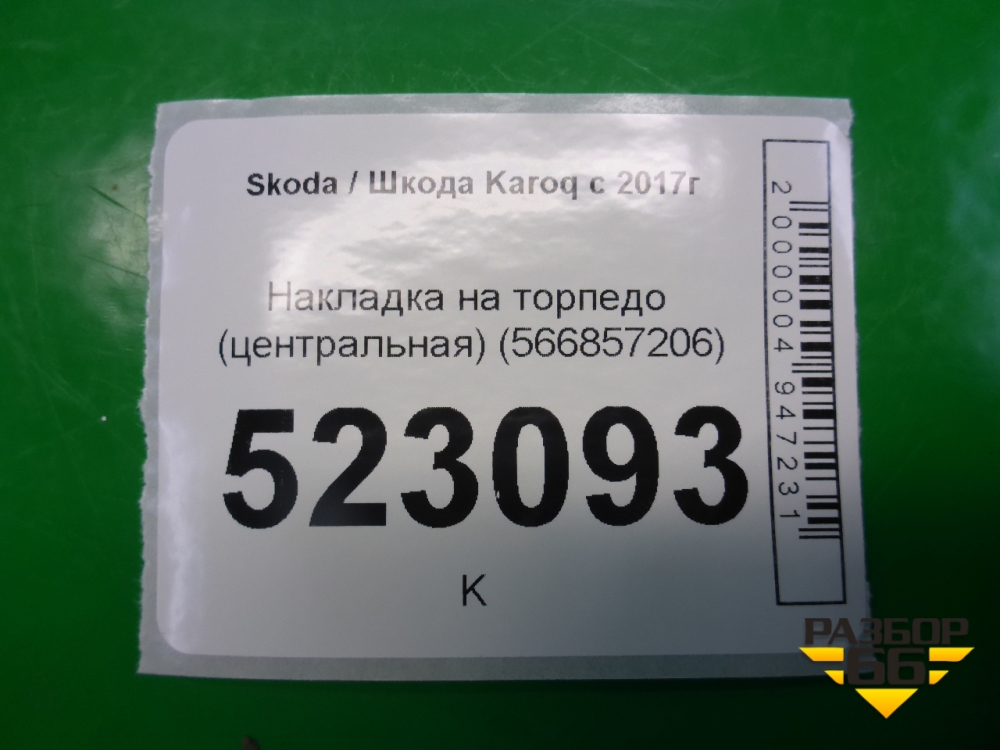 Skoda / Шкода Karoq с 2017г
Накладка на торпедо
(центральная) (566857206)
523093
К
2000004947231
РАЗБОР
66